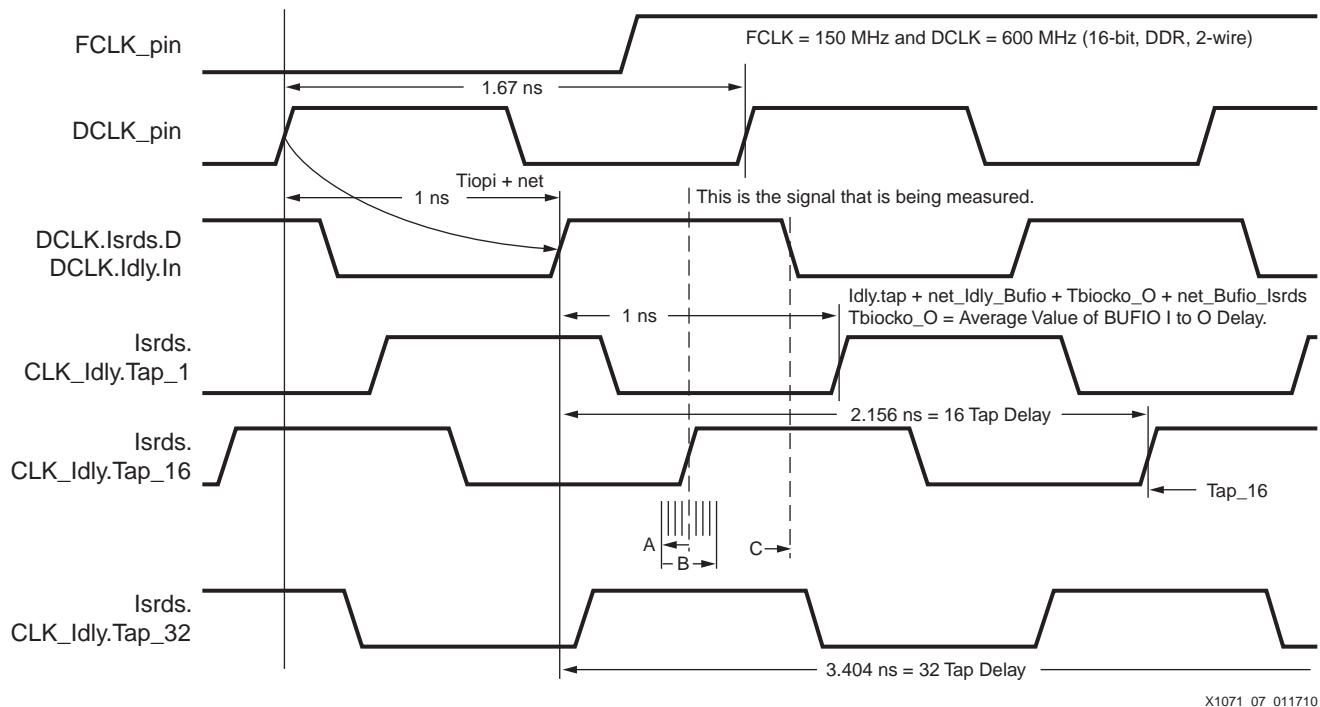 FCLK_pin
FCLK = 150 MHz and DCLK = 600 MHz (16-bit, DDR, 2-wire)
1.67 ns
DCLK_pin
Tiopi + net
1 ns
This is the signal that is being measured.
DCLK.Isrds.D
DCLK.Idly.In
Idly.tap + net_Idly_Bufio + Tbiocko_O + net_Bufio_Isrds
Tbiocko_O = Average Value of BUFIO I to O Delay.
1 ns
Isrds.
CLK_Idly.Tap_1
2.156 ns = 16 Tap Delay
Isrds.
CLK_Idly.Tap_16
Tap_16
A
B
C
Isrds.
CLK_Idly.Tap_32
3.404 ns = 32 Tap Delay
X1071_07_011710